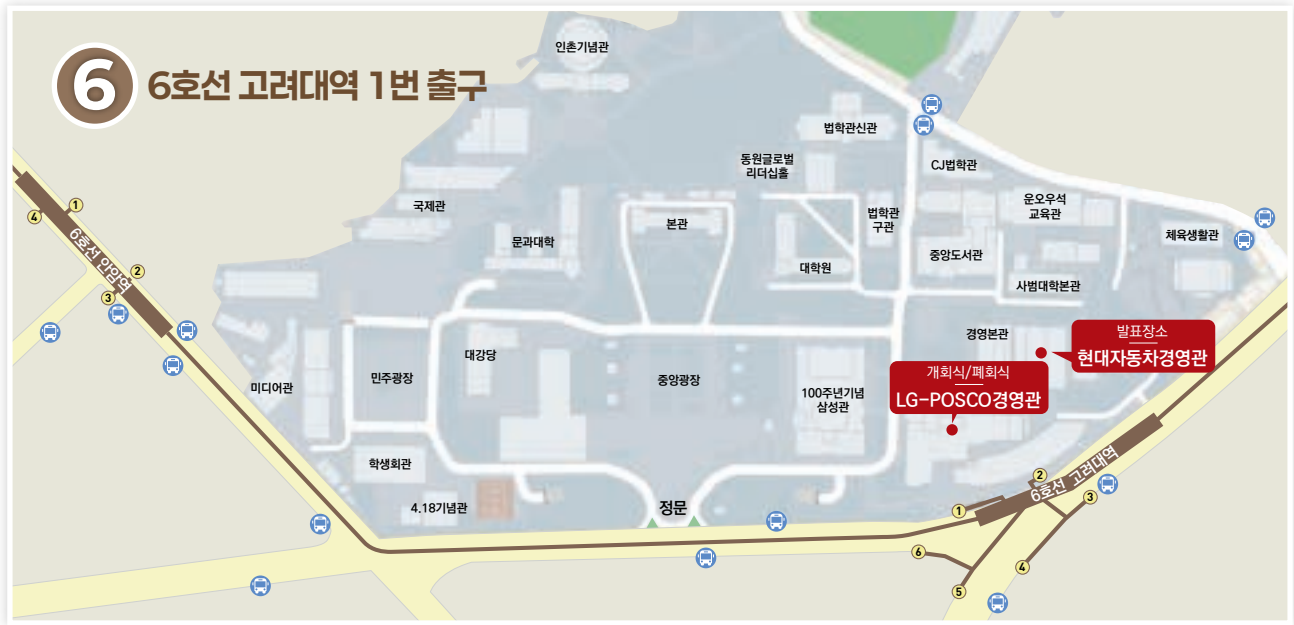 6
6호선 고려대역 1번 출구
인촌기념관
법학관신관
동원글로벌
리더십홀
CJ법학관
국제관
문과대학
본관
법학관
구관
운오우석
교육관
체육생활관
대학원
중앙도서관
사범대학본관
1
4
6호선 안암역
2
3
미디어관
민주광장
대강당
중앙광장
100주년기념
삼성관
경영본관
발표장소
현대자동차경영관
개회식/폐회식
LG-POSCO경영관
학생회관
4.18기념관
정문
6호선 고려대역
1
2
3
4
5
6